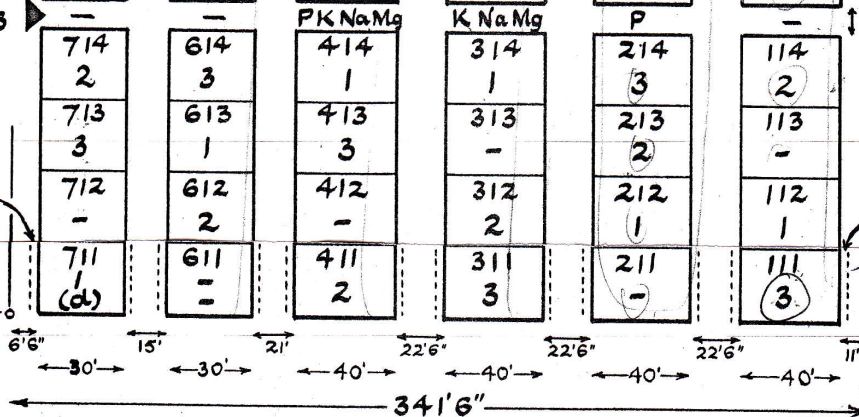 3 – – PKNaMg K NaMg P –
714 614 414 314 214 114
2 3 1 1 3 2
713 613 413 313 213 113
3 1 3 – 2 –
712 612 412 312 212 112
– 2 – 2 1 1
711 611 411 311 211 111
1 – 2 3 – 3
(d) –
6'6" 15' 21' 22'6" 22'6" 22'6" 11'
30' 30' 40' 40' 40' 40'
341'6"